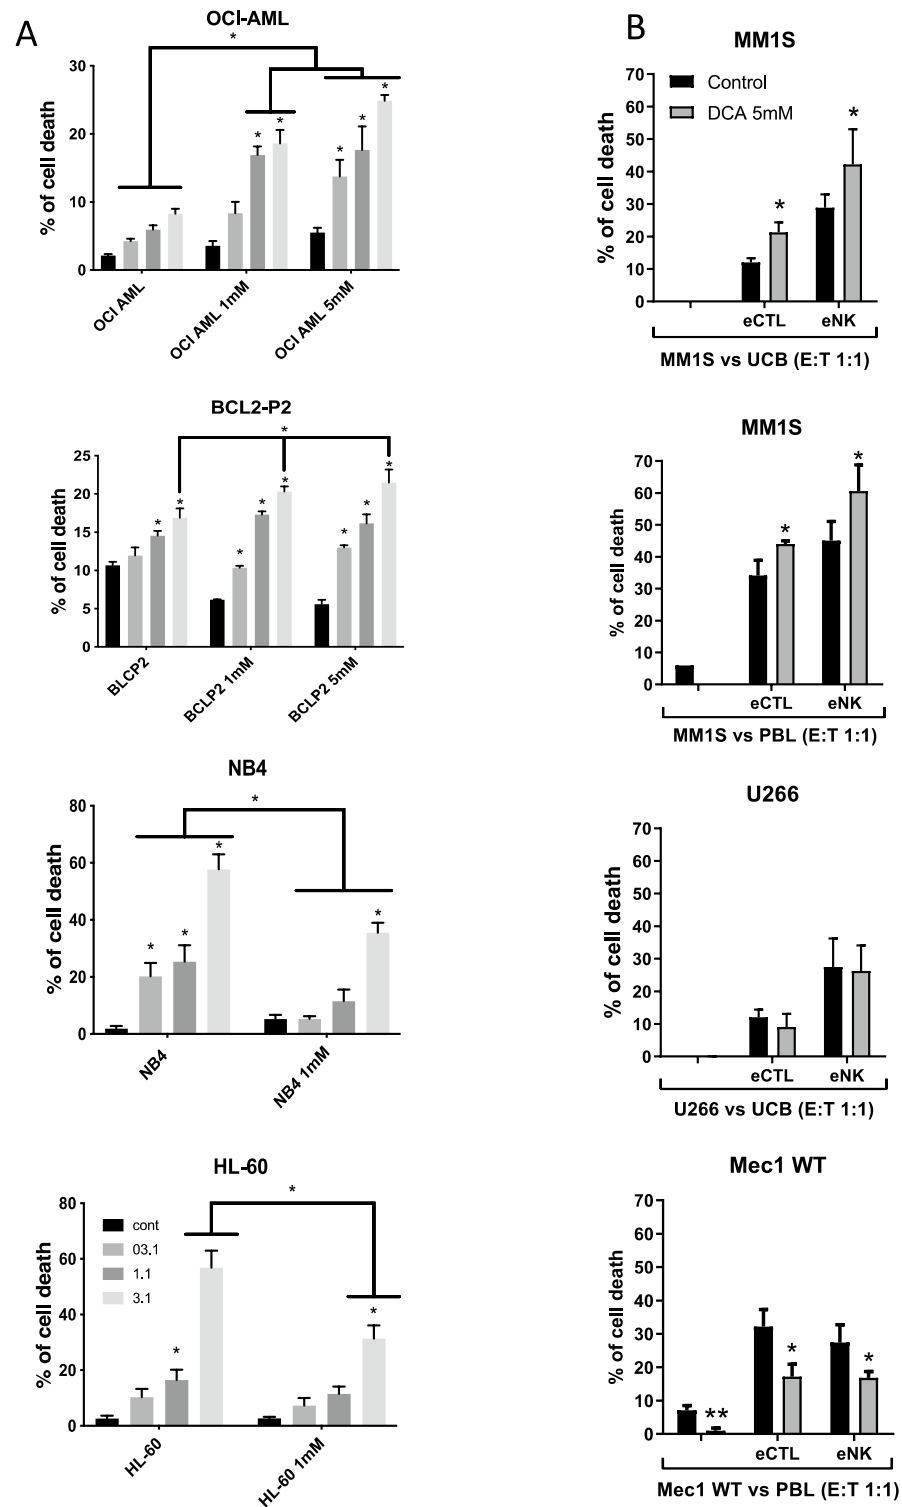 A
OCI-AML
*
% of cell death
30
20
10
0
* * * * *
OCI AML
OCI AML 1mM
OCI AML 5mM
BCL2-P2
*
% of cell death
25
20
15
10
5
0
* * * * * * * *
BLCP2
BCLP2 1mM
BCLP2 5mM
NB4
*
% of cell death
80
60
40
20
0
* * * *
NB4
NB4 1mM
HL-60
*
% of cell death
80
60
40
20
0
cont
03.1
1.1
3.1
* *
HL-60
HL-60 1mM
B
MM1S
Control
DCA 5mM
% of cell death
70
60
50
40
30
20
10
0
* *
eCTL eNK
MM1S vs UCB (E:T 1:1)
MM1S
% of cell death
70
60
50
40
30
20
10
0
* *
eCTL eNK
MM1S vs PBL (E:T 1:1)
U266
% of cell death
70
60
50
40
30
20
10
0
eCTL eNK
U266 vs UCB (E:T 1:1)
Mec1 WT
% of cell death
70
60
50
40
30
20
10
0
** * *
eCTL eNK
Mec1 WT vs PBL (E:T 1:1)